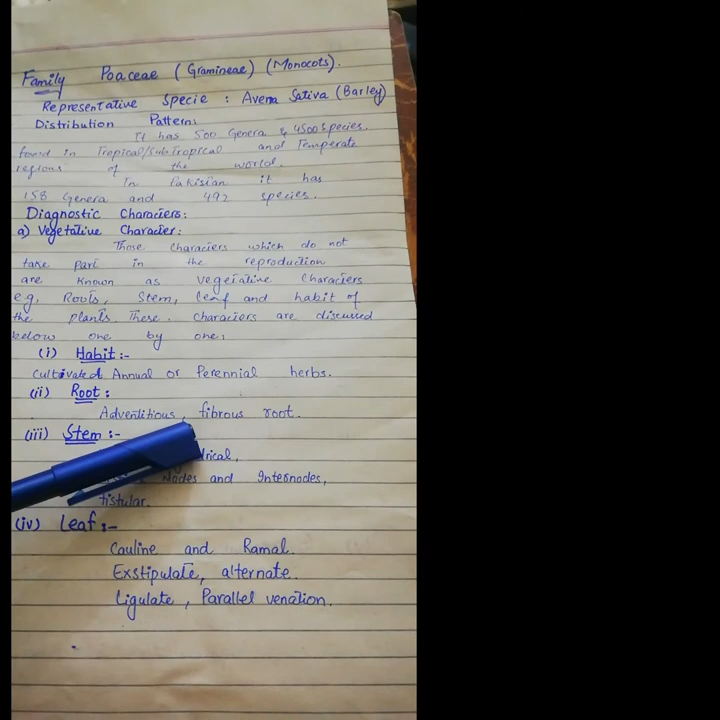 Family Poaceae (Gramineae) (Monocots).
Representative Specie : Avena Sativa (Barley)
Distribution Pattern:
It has 500 Genera & 4500 species.
found in Tropical/SubTropical and Temperate
regions of the world.
In Pakistan it has
158 Genera and 492 species.
Diagnostic Characters:
a) Vegetative Character:
Those characters which do not
take part in the reproduction
are known as vegetative characters
e.g, Roots, Stem, leaf and habit of
the plants. These characters are discussed
below one by one:
(i) Habit :-
Cultivated Annual or Perennial herbs.
(ii) Root :
Adventitious, fibrous root.
(iii) Stem :-
Nodes and Internodes,
fistular.
(iv) Leaf :-
Cauline and Ramal.
Exstipulate, alternate.
Ligulate, Parallel venation.